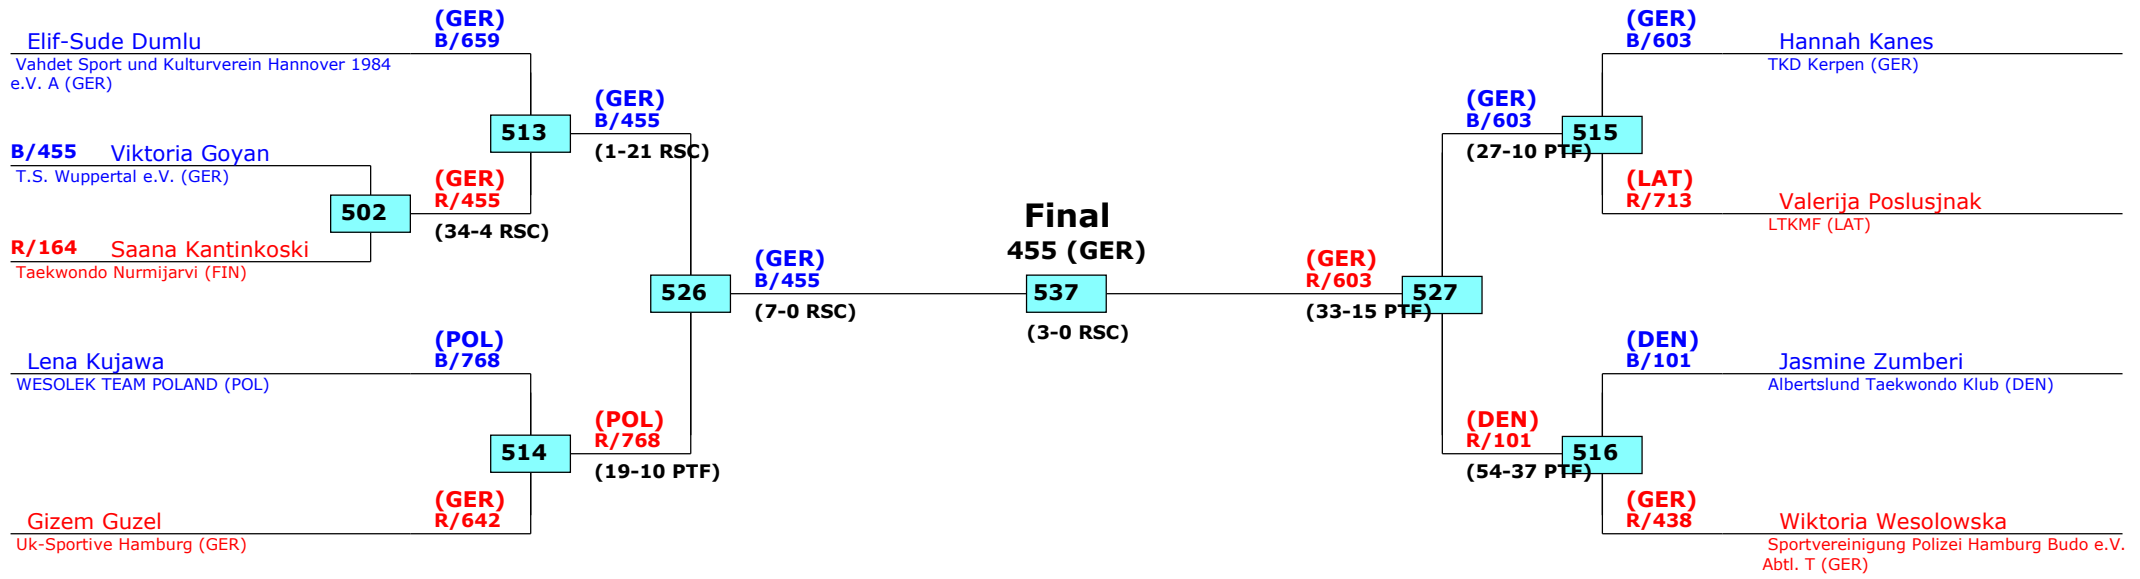 (GER)
B/659
Elif-Sude Dumlu
Vahdet Sport und Kulturverein Hannover 1984
e.V. A (GER)
513
(GER)
B/455
(1-21 RSC)
B/455 Viktoria Goyan
T.S. Wuppertal e.V. (GER)
502
(GER)
R/455
(34-4 RSC)
R/164 Saana Kantinkoski
Taekwondo Nurmijarvi (FIN)
526
(GER)
B/455
(7-0 RSC)
(POL)
B/768
Lena Kujawa
WESOLEK TEAM POLAND (POL)
514
(POL)
R/768
(19-10 PTF)
(GER)
R/642
Gizem Guzel
Uk-Sportive Hamburg (GER)
Final
455 (GER)
537
(3-0 RSC)
(GER)
R/603
(33-15 PTF)
527
(GER)
B/603
(27-10 PTF)
515
(GER)
B/603
Hannah Kanes
TKD Kerpen (GER)
(LAT)
R/713
Valerija Poslusjnak
LTKMF (LAT)
(DEN)
R/101
(54-37 PTF)
516
(DEN)
B/101
Jasmine Zumberi
Albertslund Taekwondo Klub (DEN)
(GER)
R/438
Wiktoria Wesolowska
Sportvereinigung Polizei Hamburg Budo e.V.
Abtl. T (GER)